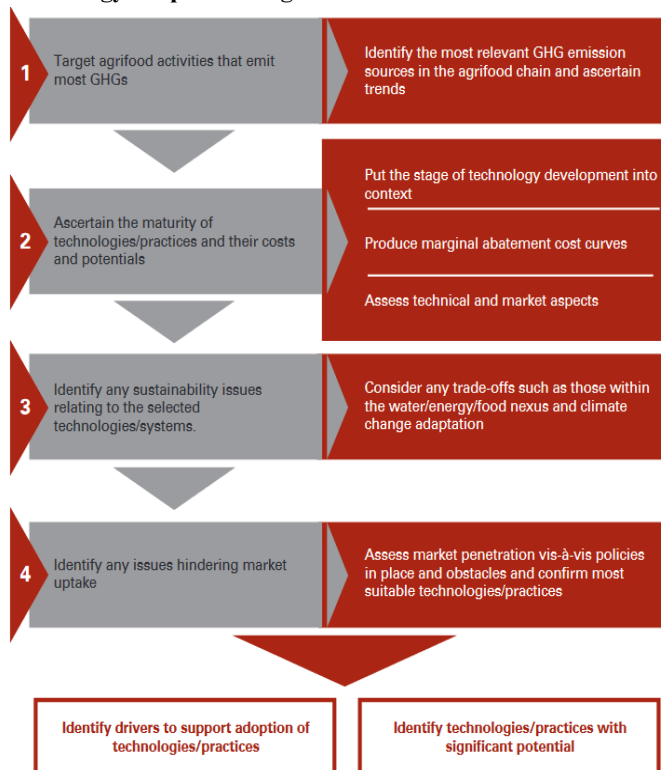 1
Target agrifood activities that emit
most GHGs
Identify the most relevant GHG emission
sources in the agrifood chain and ascertain
trends
2
Ascertain the maturity of
technologies/practices and their costs
and potentials
Put the stage of technology development into
context
Produce marginal abatement cost curves
Assess technical and market aspects
3
Identify any sustainability issues
relating to the selected
technologies/systems.
Consider any trade-offs such as those within
the water/energy/food nexus and climate
change adaptation
4
Identify any issues hindering market
uptake
Assess market penetration vis-à-vis policies
in place and obstacles and confirm most
suitable technologies/practices
Identify drivers to support adoption of
technologies/practices
Identify technologies/practices with
significant potential